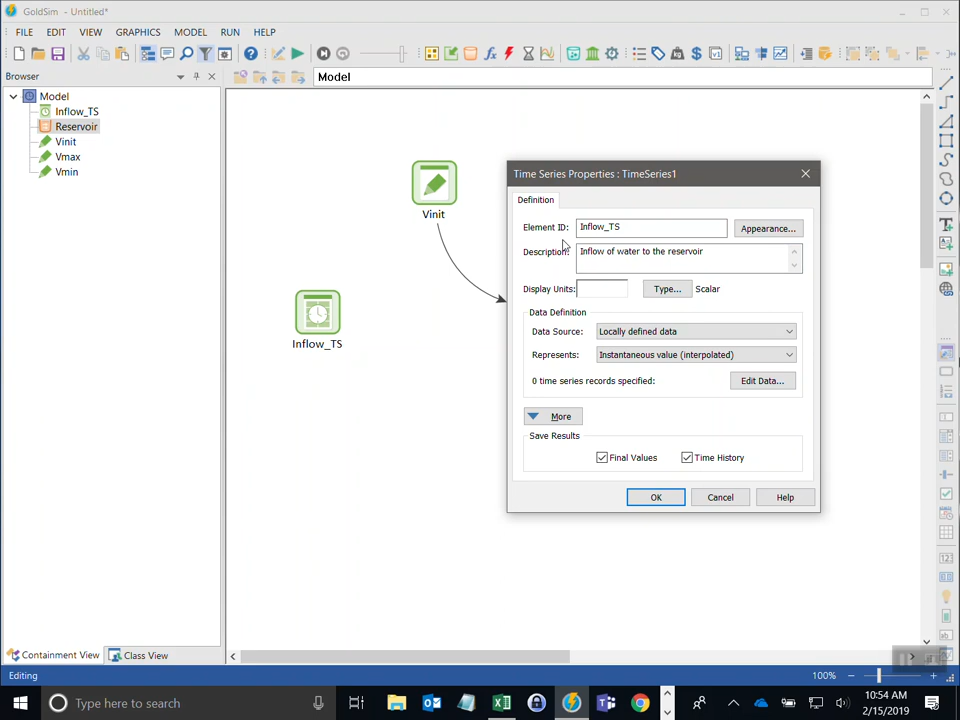 GoldSim - Untitled*
FILE EDIT VIEW GRAPHICS MODEL RUN HELP
Browser
Model
Model
Inflow_TS
Reservoir
Vinit
Vmax
Vmin
Vinit
Inflow_TS
Time Series Properties : TimeSeries1
Definition
Element ID: Inflow_TS Appearance...
Description: Inflow of water to the reservoir
Display Units: Type... Scalar
Data Definition
Data Source: Locally defined data
Represents: Instantaneous value (interpolated)
0 time series records specified: Edit Data...
More
Save Results
Final Values Time History
OK Cancel Help
Containment View Class View
Editing 100%
Type here to search
10:54 AM
2/15/2019